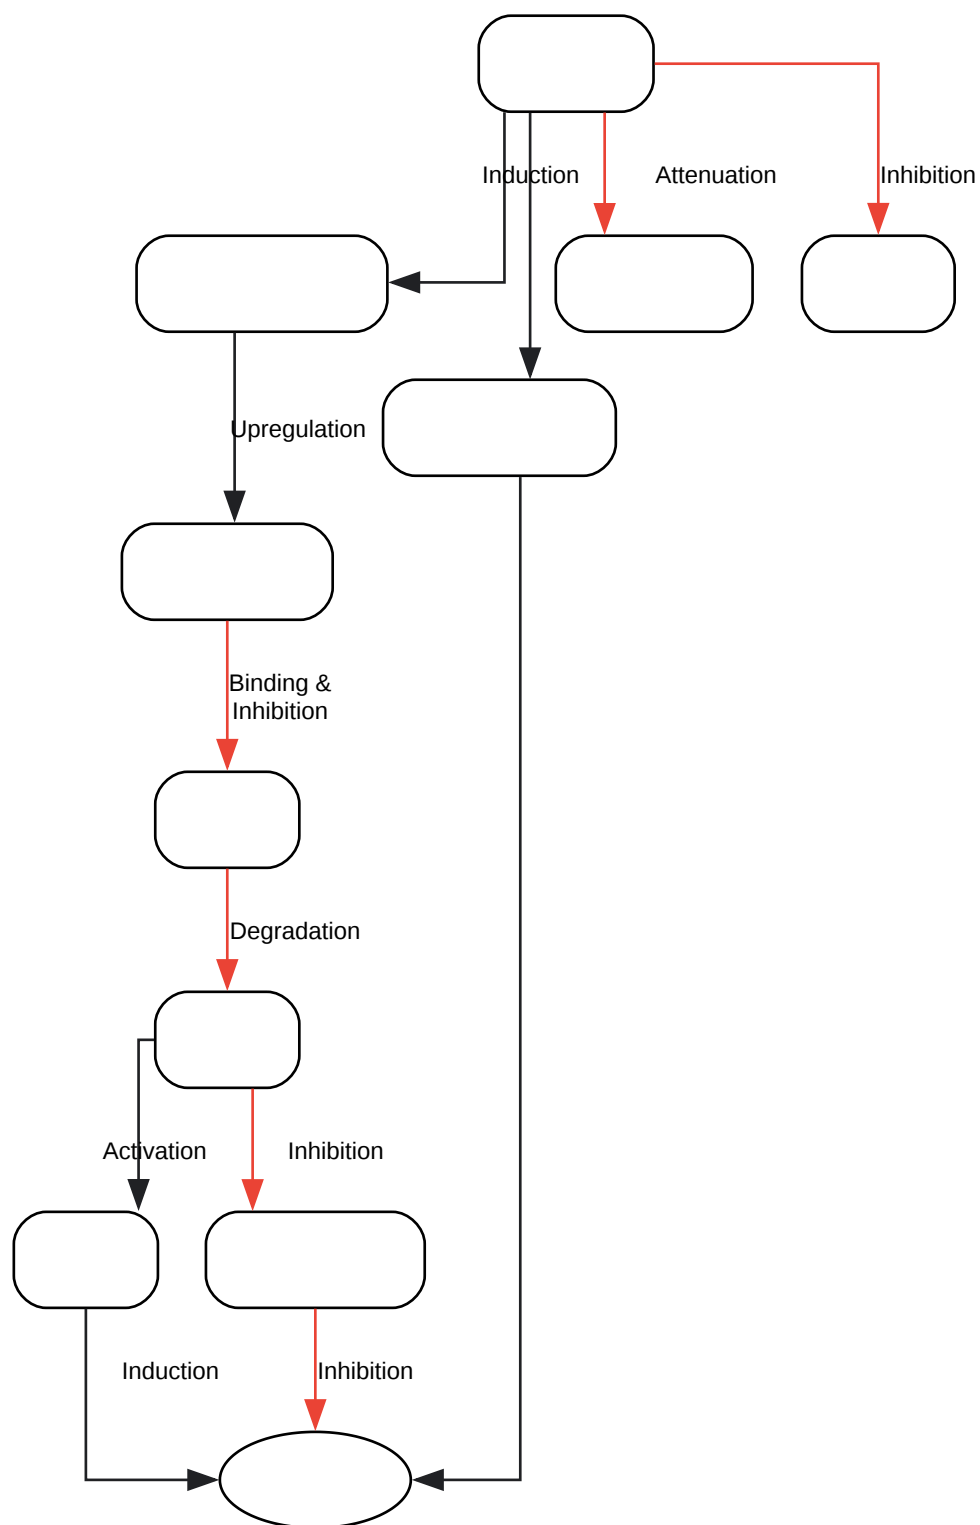 Induction
Attenuation
Inhibition
Upregulation
Binding &
Inhibition
Degradation
Activation
Inhibition
Induction
Inhibition